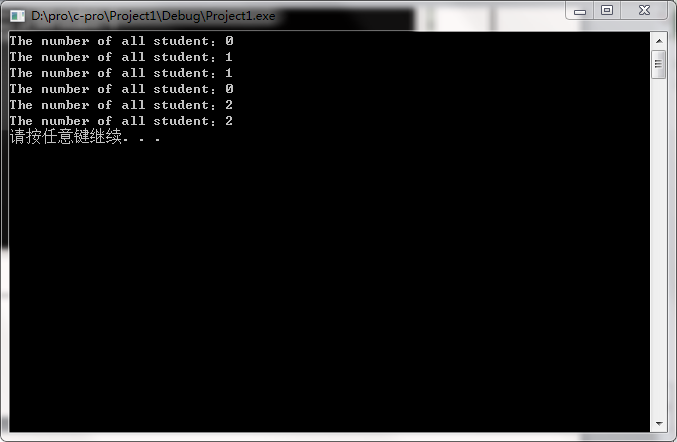 D:\pro\c-pro\Project1\Debug\Project1.exe
The number of all student：0
The number of all student：1
The number of all student：1
The number of all student：0
The number of all student：2
The number of all student：2
请按任意键继续. . .